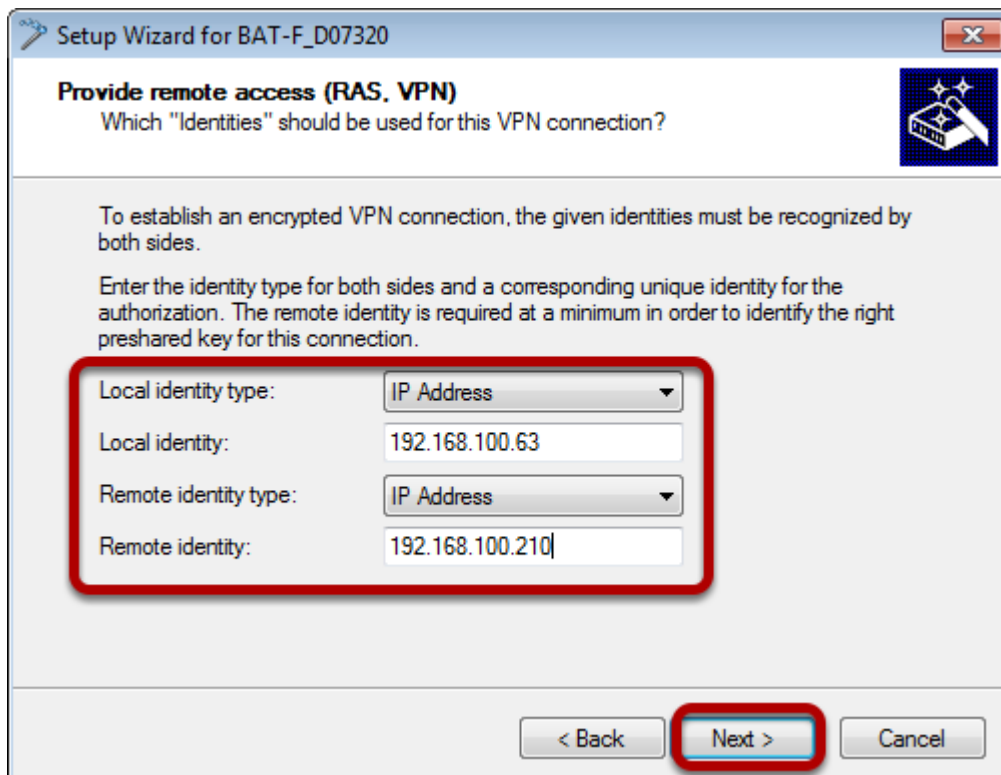 Setup Wizard for BAT-F_D07320
Provide remote access (RAS, VPN)
Which "Identities" should be used for this VPN connection?
To establish an encrypted VPN connection, the given identities must be recognized by
both sides.
Enter the identity type for both sides and a corresponding unique identity for the
authorization. The remote identity is required at a minimum in order to identify the right
preshared key for this connection.
Local identity type: IP Address
Local identity: 192.168.100.63
Remote identity type: IP Address
Remote identity: 192.168.100.210
< Back Next > Cancel